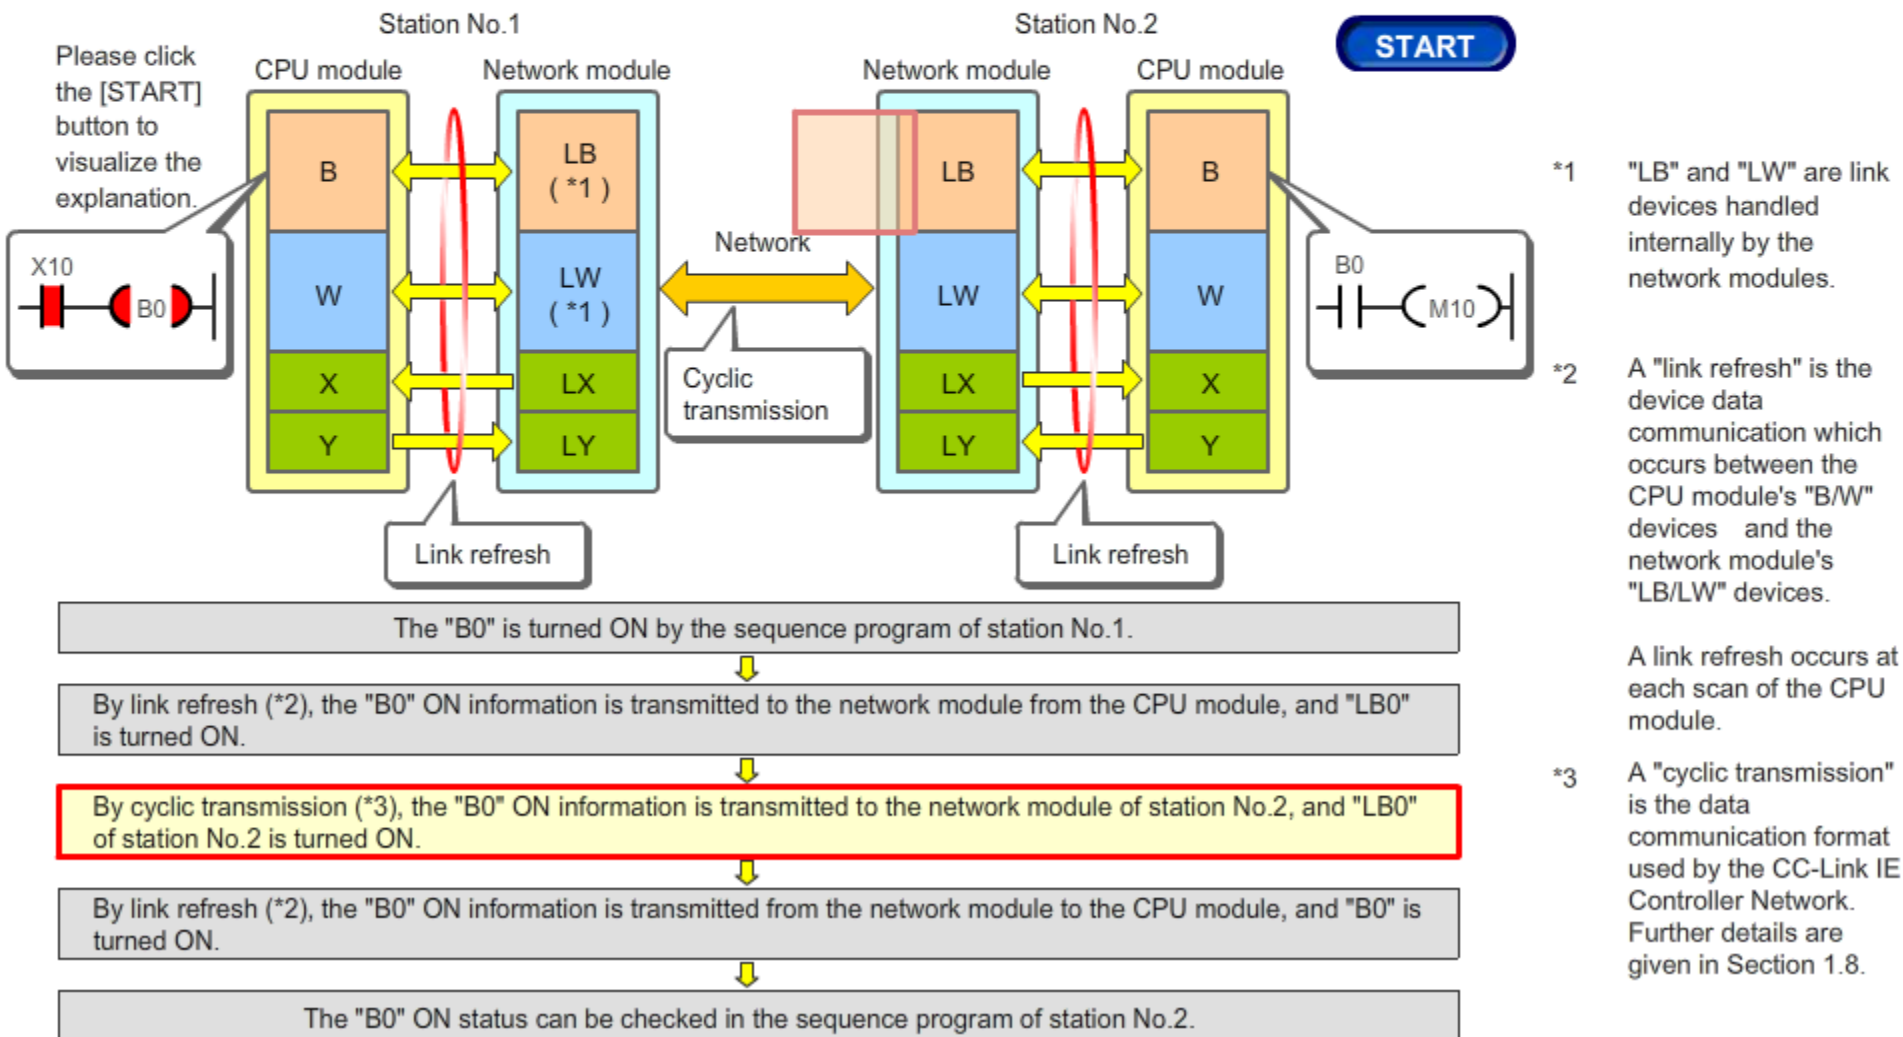 Station No.1
Station No.2
START
Please click
the [START]
button to
visualize the
explanation.
CPU module
Network module
Network module
CPU module
B
LB
( *1 )
LB
B
W
LW
( *1 )
LW
W
X
LX
LX
X
Y
LY
LY
Y
X10
B0
Network
Cyclic
transmission
B0
M10
Link refresh
Link refresh
*1 "LB" and "LW" are link
devices handled
internally by the
network modules.
*2 A "link refresh" is the
device data
communication which
occurs between the
CPU module's "B/W"
devices and the
network module's
"LB/LW" devices.
A link refresh occurs at
each scan of the CPU
module.
*3 A "cyclic transmission"
is the data
communication format
used by the CC-Link IE
Controller Network.
Further details are
given in Section 1.8.
The "B0" is turned ON by the sequence program of station No.1.
By link refresh (*2), the "B0" ON information is transmitted to the network module from the CPU module, and "LB0"
is turned ON.
By cyclic transmission (*3), the "B0" ON information is transmitted to the network module of station No.2, and "LB0"
of station No.2 is turned ON.
By link refresh (*2), the "B0" ON information is transmitted from the network module to the CPU module, and "B0" is
turned ON.
The "B0" ON status can be checked in the sequence program of station No.2.